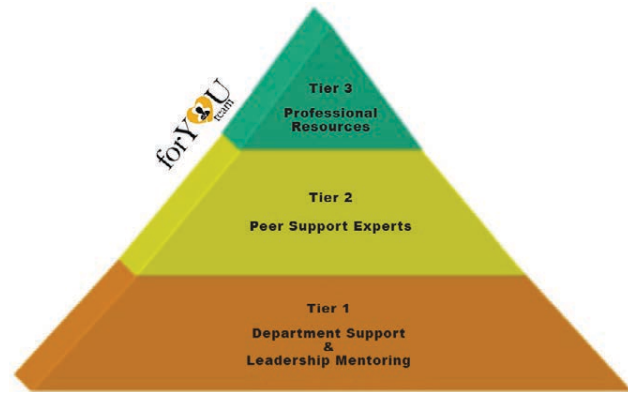 forYOU
team
Tier 3
Professional
Resources
Tier 2
Peer Support Experts
Tier 1
Department Support
&
Leadership Mentoring